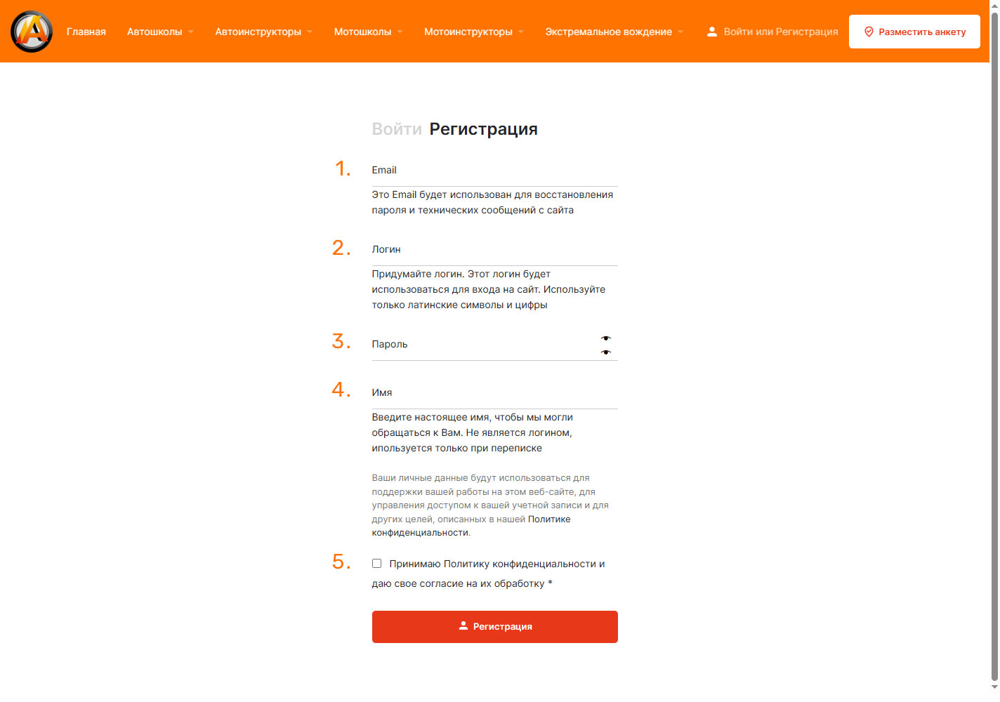 Главная Автошколы Автоинструкторы Мотошколы Мотоинструкторы Экстремальное вождение Войти или Регистрация Разместить анкету
Войти Регистрация
1. Email
Это Email будет использован для восстановления
пароля и технических сообщений с сайта
2. Логин
Придумайте логин. Этот логин будет
использоваться для входа на сайт. Используйте
только латинские символы и цифры
3. Пароль
4. Имя
Введите настоящее имя, чтобы мы могли
обращаться к Вам. Не является логином,
ипользуется только при переписке
Ваши личные данные будут использоваться для
поддержки вашей работы на этом веб-сайте, для
управления доступом к вашей учетной записи и для
других целей, описанных в нашей Политике
конфиденциальности.
5. Принимаю Политику конфиденциальности и
даю свое согласие на их обработку *
Регистрация